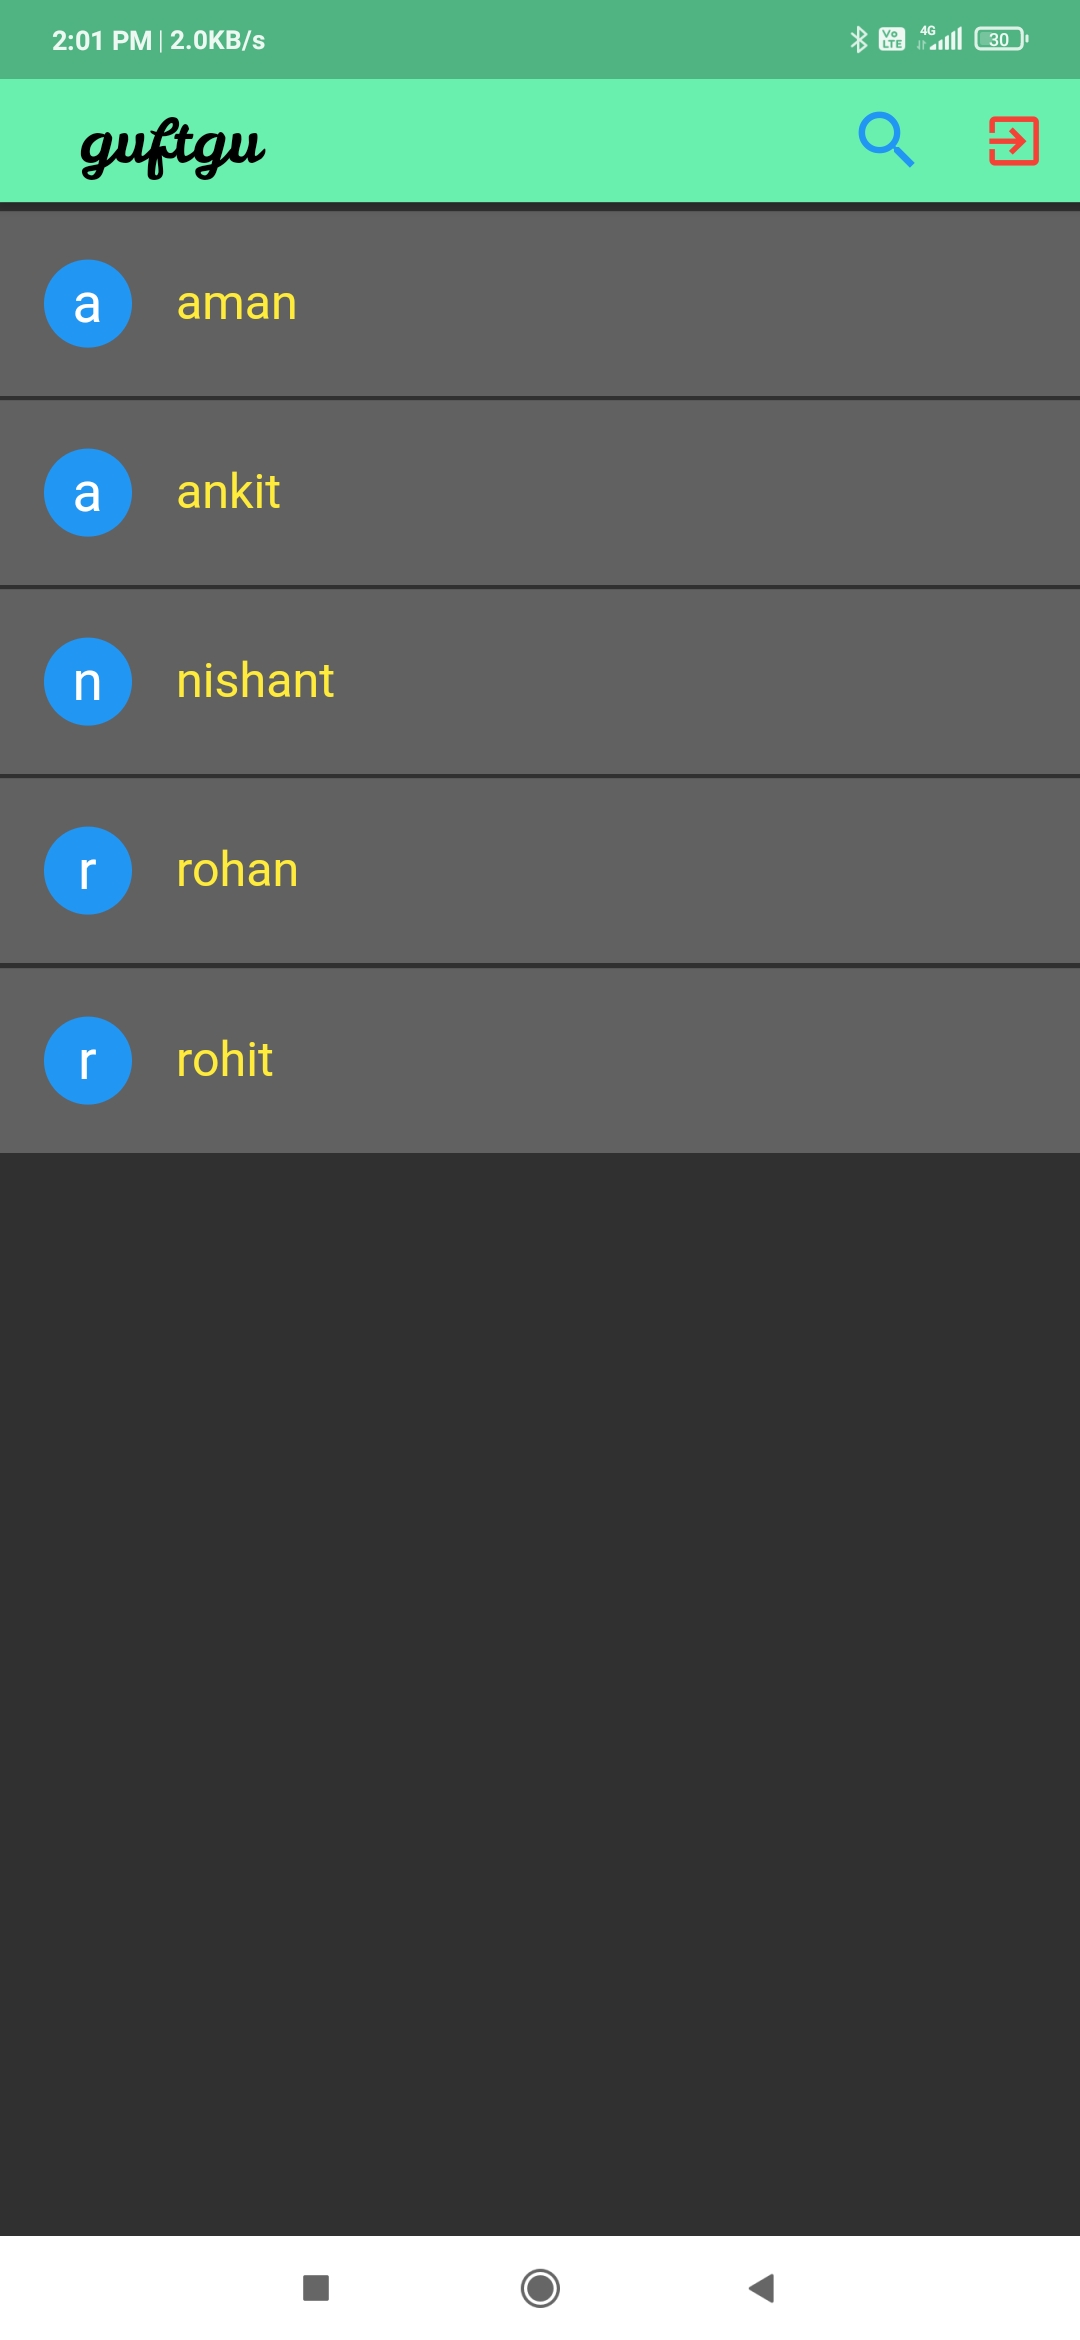 2:01 PM | 2.0KB/s Vo LTE 4G 30
guftgu
a aman
a ankit
n nishant
r rohan
r rohit